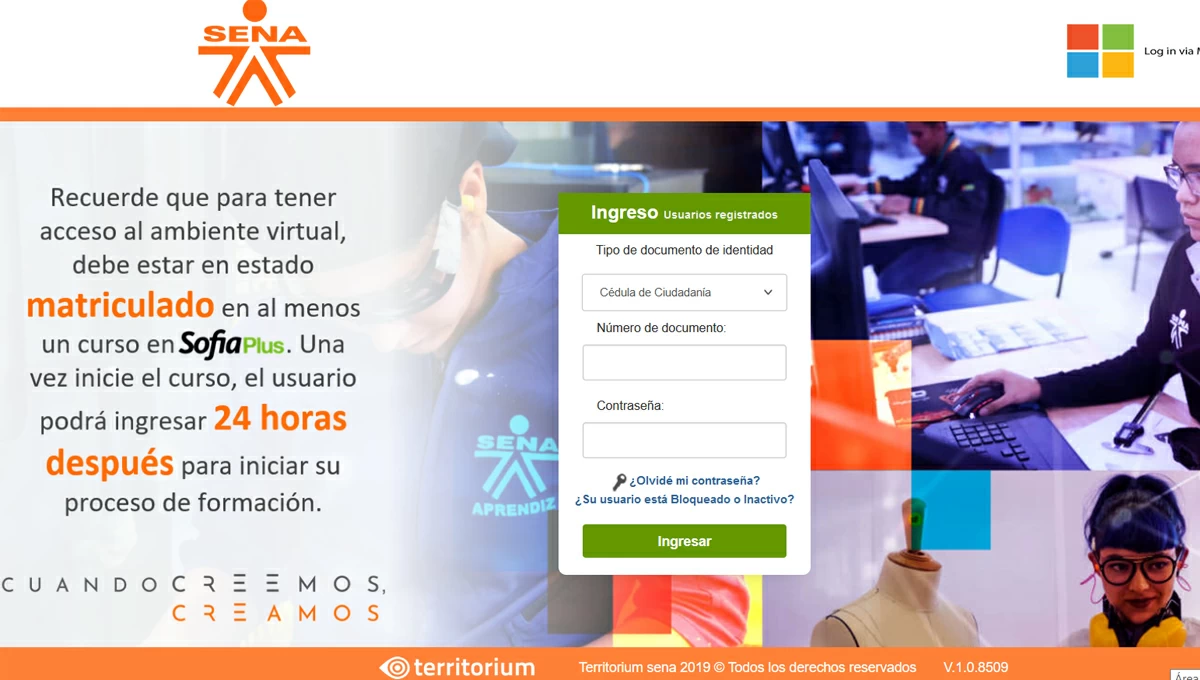 SENA
Log in via
Recuerde que para tener
acceso al ambiente virtual,
debe estar en estado
matriculado en al menos
un curso en SofiaPlus. Una
vez inicie el curso, el usuario
podrá ingresar 24 horas
después para iniciar su
proceso de formación.
CUANDO CREEMOS,
CREAMOS
SENA
APRENDIZ
Ingreso Usuarios registrados
Tipo de documento de identidad
Cédula de Ciudadanía
Número de documento:
Contraseña:
¿Olvidé mi contraseña?
¿Su usuario está Bloqueado o Inactivo?
Ingresar
SENA
territorium
Territorium sena 2019 © Todos los derechos reservados V.1.0.8509
Área